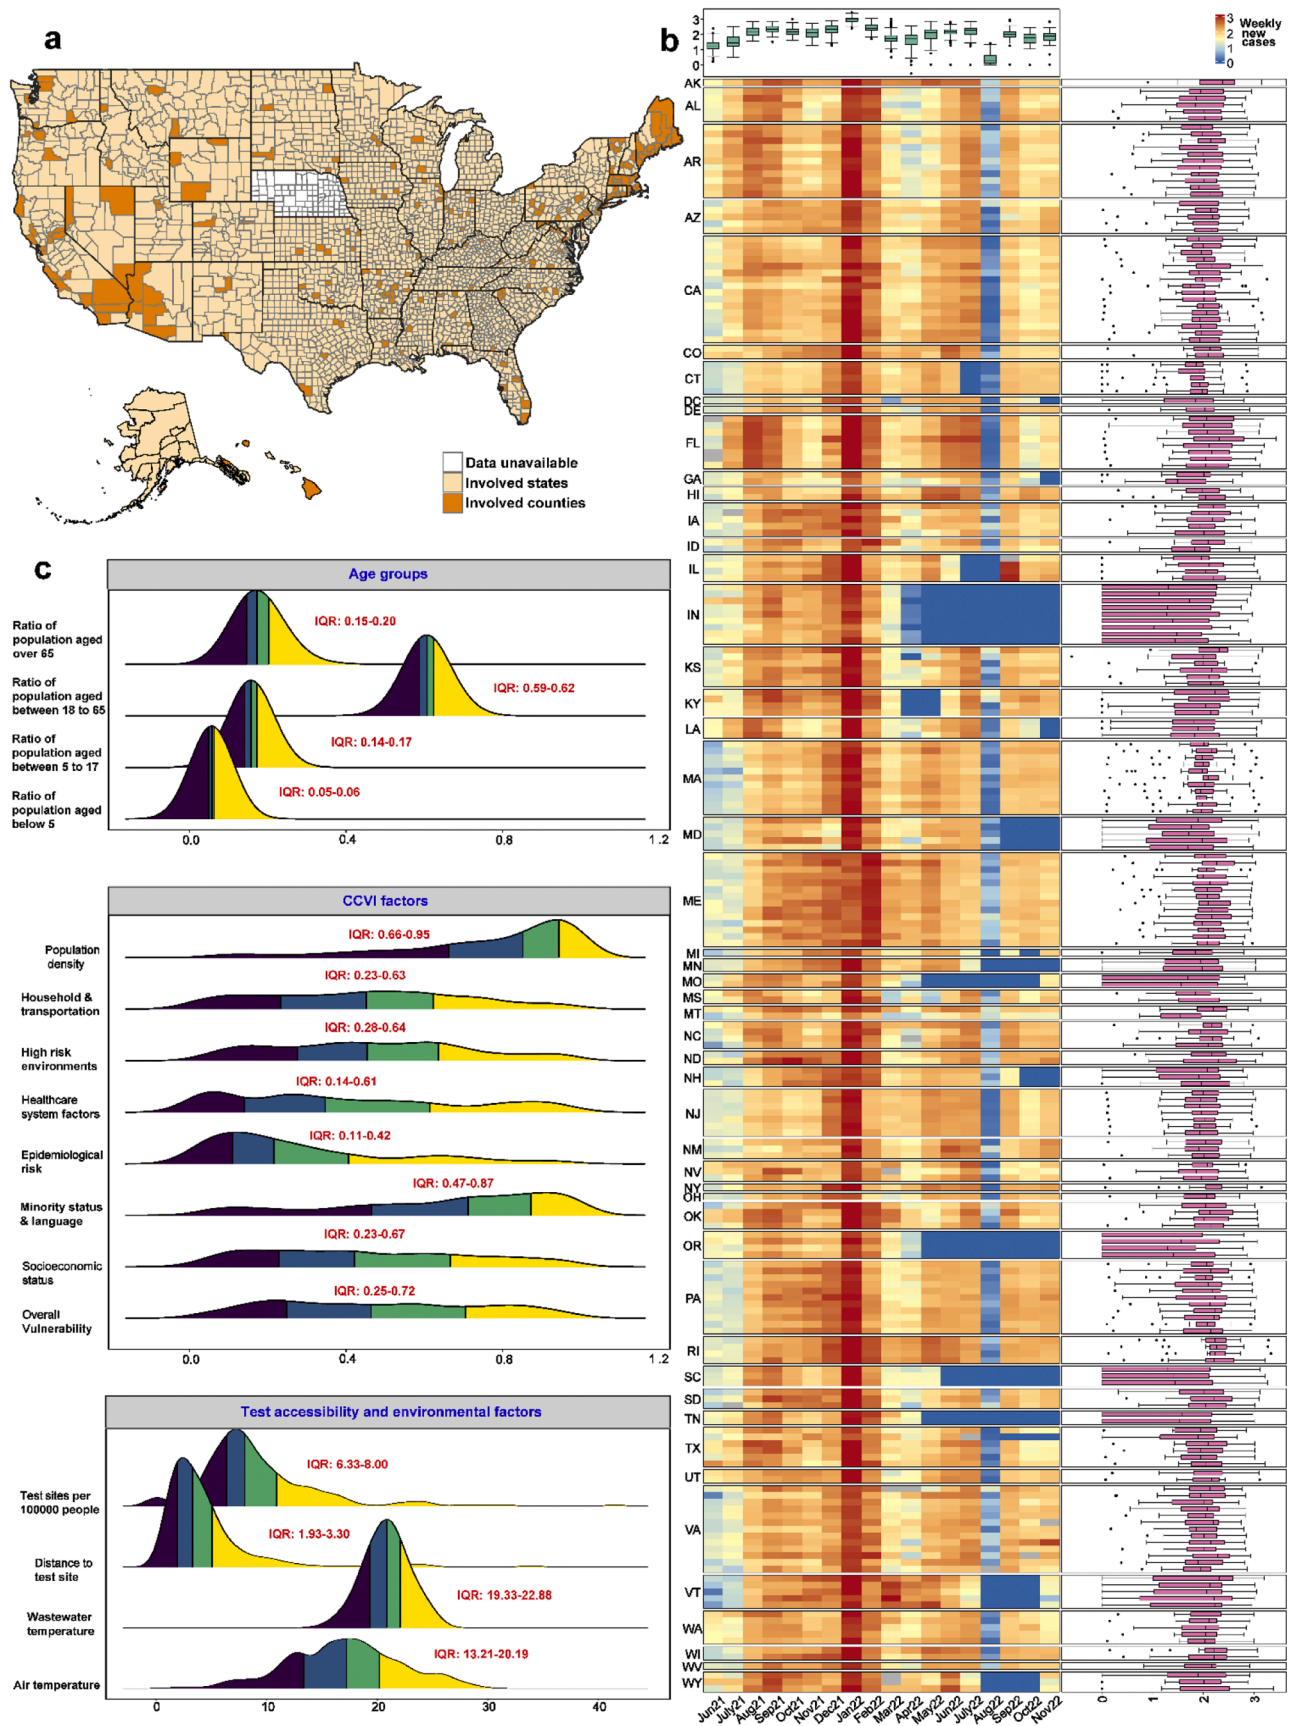 a
Data unavailable
Involved states
Involved counties
b
3
2
1
0
3
2
1
0
Weekly
new
cases
AK
AL
AR
AZ
CA
CO
CT
DC
DE
FL
GA
HI
IA
ID
IL
IN
KS
KY
LA
MA
MD
ME
MI
MN
MO
MS
MT
NC
ND
NH
NJ
NM
NV
NY
OH
OK
OR
PA
RI
SC
SD
TN
TX
UT
VA
VT
WA
WI
WV
WY
Jun21
July21
Aug21
Sep21
Oct21
Nov21
Dec21
Jan22
Feb22
Mar22
Apr22
May22
Jun22
July22
Aug22
Sep22
Oct22
Nov22
0
1
2
3
c
Age groups
Ratio of
population aged
over 65
IQR: 0.15-0.20
Ratio of
population aged
between 18 to 65
IQR: 0.59-0.62
Ratio of
population aged
between 5 to 17
IQR: 0.14-0.17
Ratio of
population aged
below 5
IQR: 0.05-0.06
0.0
0.4
0.8
1.2
CCVI factors
Population
density
IQR: 0.66-0.95
Household &
transportation
IQR: 0.23-0.63
High risk
environments
IQR: 0.28-0.64
Healthcare
system factors
IQR: 0.14-0.61
Epidemiological
risk
IQR: 0.11-0.42
Minority status
& language
IQR: 0.47-0.87
Socioeconomic
status
IQR: 0.23-0.67
Overall
Vulnerability
IQR: 0.25-0.72
0.0
0.4
0.8
1.2
Test accessibility and environmental factors
Test sites per
100000 people
IQR: 6.33-8.00
Distance to
test site
IQR: 1.93-3.30
Wastewater
temperature
IQR: 19.33-22.88
Air temperature
IQR: 13.21-20.19
0
10
20
30
40